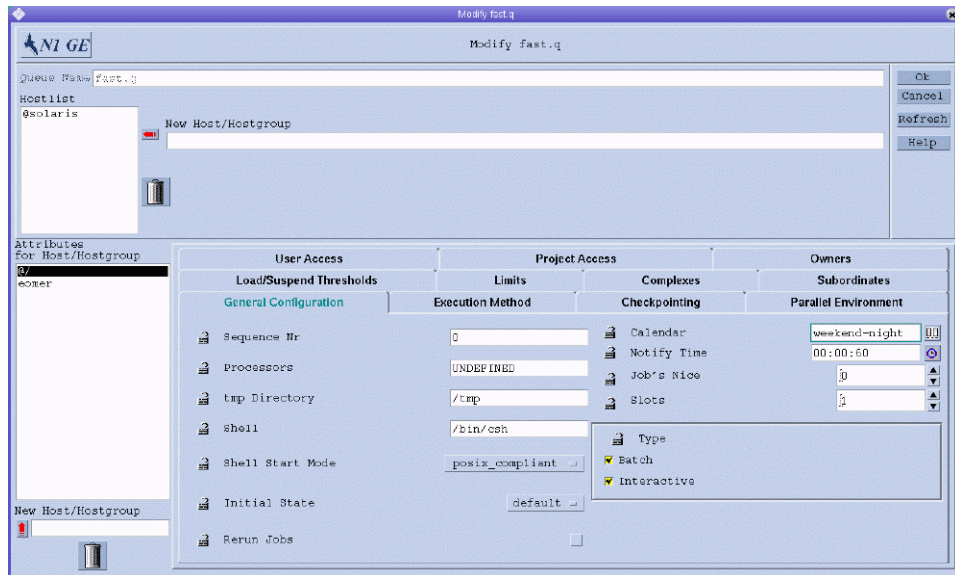 Modify fast.q
N1 GE
Modify fast.q
Queue Name fast.q
Ok
Hostlist
Cancel
@solaris
Refresh
New Host/Hostgroup
Help
Attributes
for Host/Hostgroup
@/
eomer
User Access Project Access Owners
Load/Suspend Thresholds Limits Complexes Subordinates
General Configuration Execution Method Checkpointing Parallel Environment
Sequence Nr 0
Processors UNDEFINED
tmp Directory /tmp
Shell /bin/csh
Shell Start Mode posix_compliant
Initial State default
Rerun Jobs
Calendar weekend-night
Notify Time 00:00:60
Job's Nice 0
Slots 1
Type
Batch
Interactive
New Host/Hostgroup